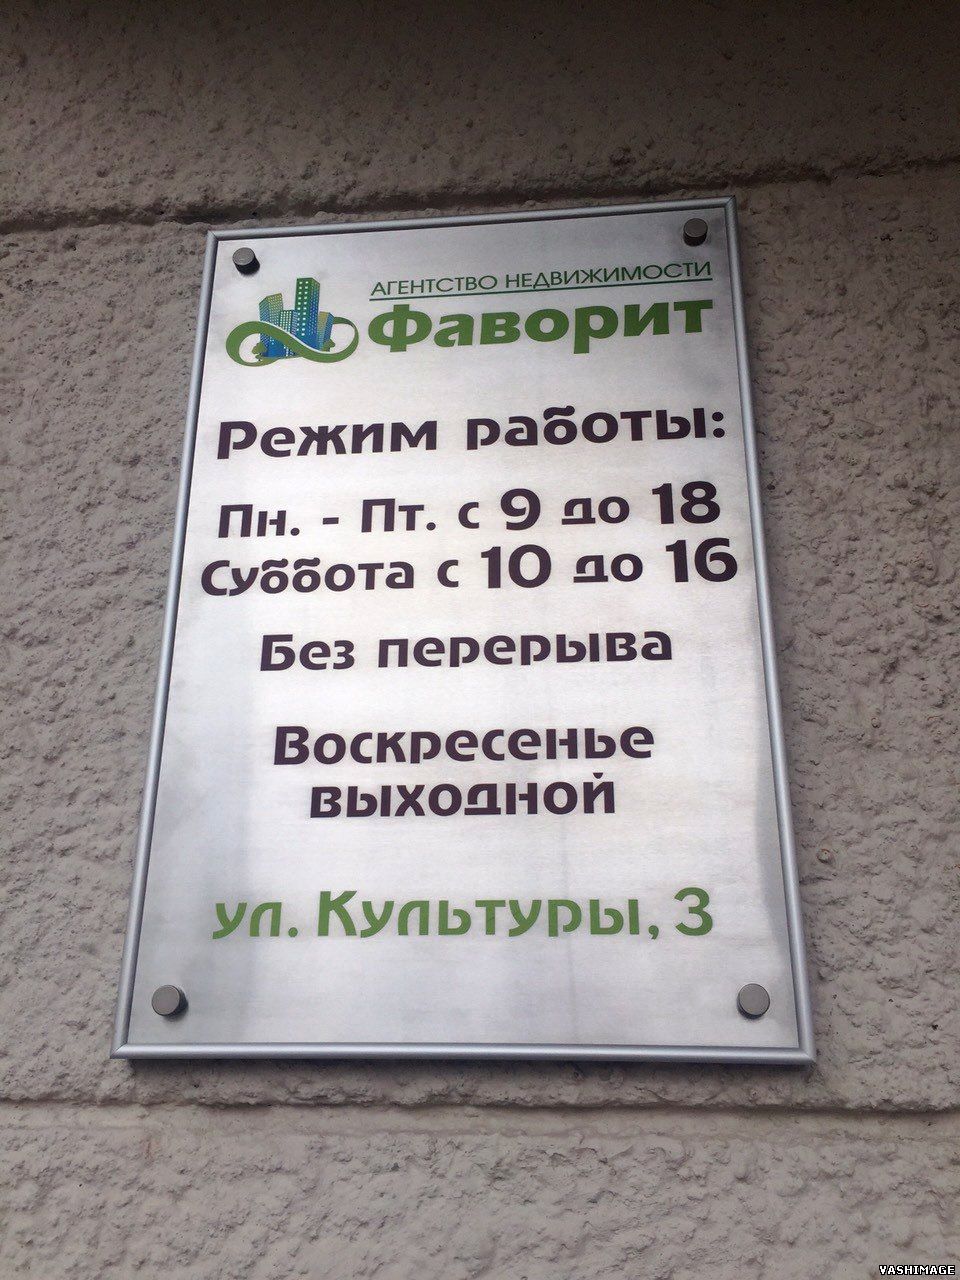 АГЕНТСТВО НЕДВИЖИМОСТИ
Фаворит
Режим работы:
Пн. - Пт. с 9 до 18
Суббота с 10 до 16
Без перерыва
Воскресенье
выходной
ул. Культуры, 3
VASHIMAGE